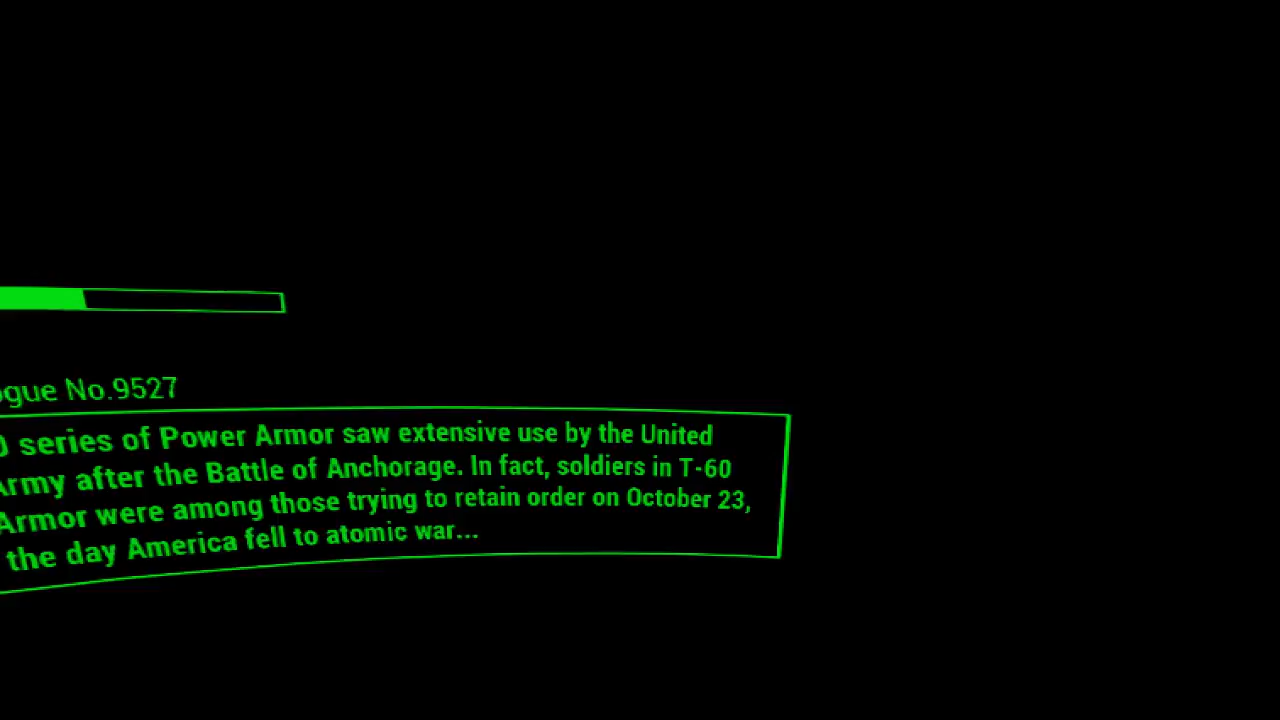 No.9527
series of Power Armor saw extensive use by the United
Army after the Battle of Anchorage. In fact, soldiers in T-60
Armor were among those trying to retain order on October 23,
the day America fell to atomic war...